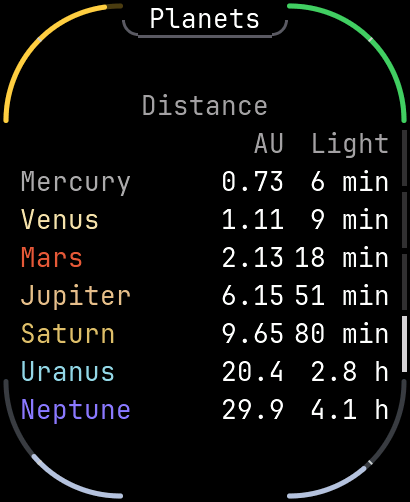 Planets
Distance
AU Light
Mercury 0.73 6 min
Venus 1.11 9 min
Mars 2.13 18 min
Jupiter 6.15 51 min
Saturn 9.65 80 min
Uranus 20.4 2.8 h
Neptune 29.9 4.1 h